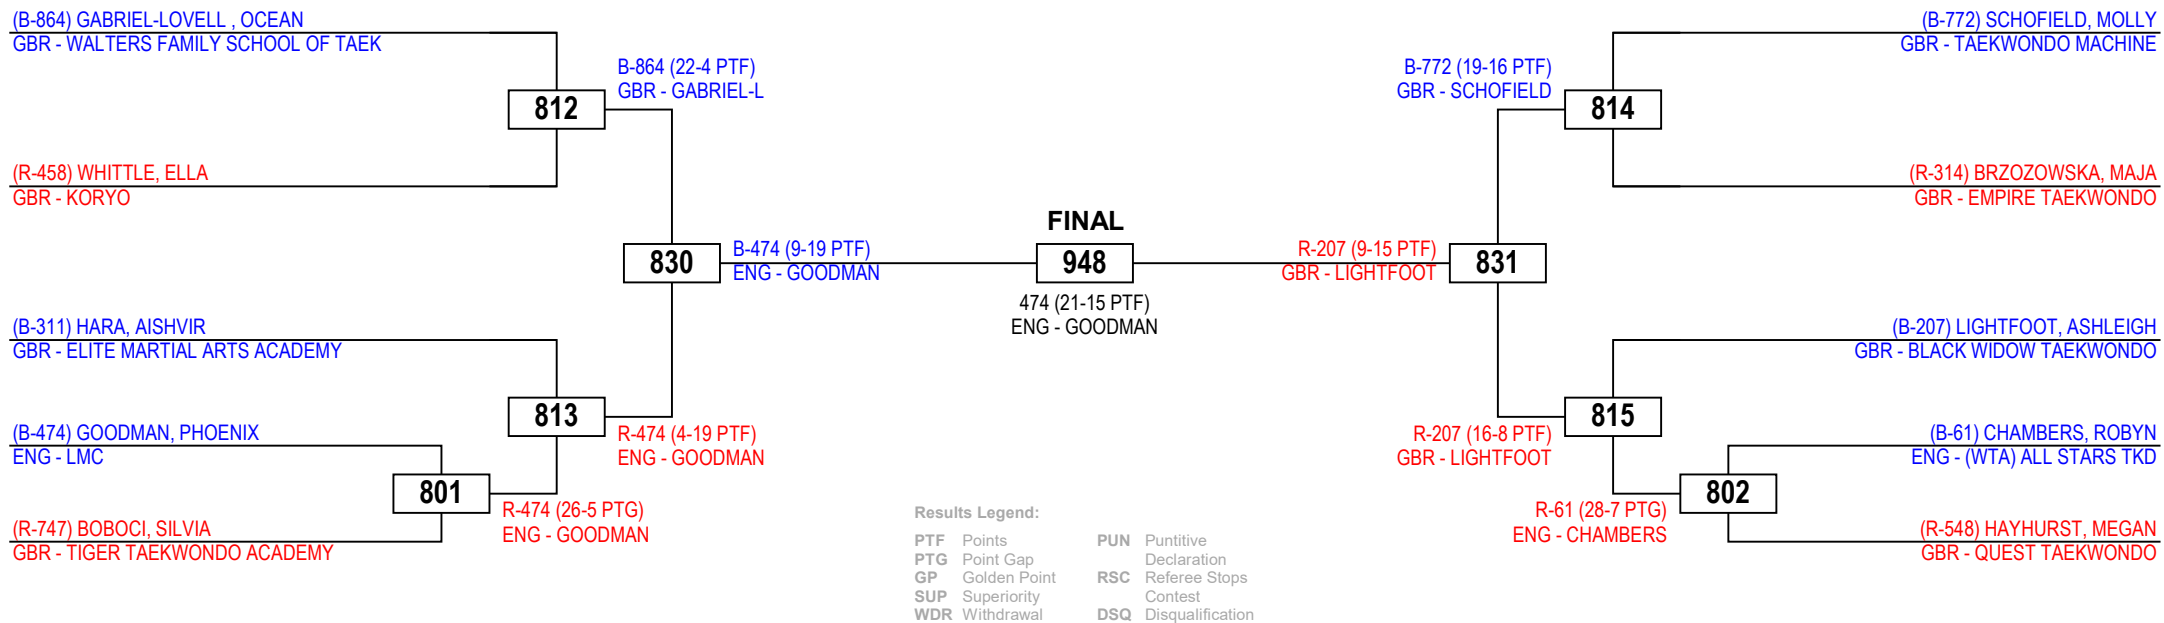 (B-864) GABRIEL-LOVELL , OCEAN
GBR - WALTERS FAMILY SCHOOL OF TAEK
B-864 (22-4 PTF)
GBR - GABRIEL-L
812
(R-458) WHITTLE, ELLA
GBR - KORYO
830
B-474 (9-19 PTF)
ENG - GOODMAN
(B-311) HARA, AISHVIR
GBR - ELITE MARTIAL ARTS ACADEMY
813
R-474 (4-19 PTF)
ENG - GOODMAN
(B-474) GOODMAN, PHOENIX
ENG - LMC
801
R-474 (26-5 PTG)
ENG - GOODMAN
(R-747) BOBOCI, SILVIA
GBR - TIGER TAEKWONDO ACADEMY
FINAL
948
474 (21-15 PTF)
ENG - GOODMAN
(B-772) SCHOFIELD, MOLLY
GBR - TAEKWONDO MACHINE
B-772 (19-16 PTF)
GBR - SCHOFIELD
814
(R-314) BRZOZOWSKA, MAJA
GBR - EMPIRE TAEKWONDO
R-207 (9-15 PTF)
GBR - LIGHTFOOT
831
(B-207) LIGHTFOOT, ASHLEIGH
GBR - BLACK WIDOW TAEKWONDO
815
R-207 (16-8 PTF)
GBR - LIGHTFOOT
(B-61) CHAMBERS, ROBYN
ENG - (WTA) ALL STARS TKD
802
R-61 (28-7 PTG)
ENG - CHAMBERS
(R-548) HAYHURST, MEGAN
GBR - QUEST TAEKWONDO
Results Legend:
PTF Points
PTG Point Gap
GP Golden Point
SUP Superiority
WDR Withdrawal
PUN Puntitive
Declaration
RSC Referee Stops
Contest
DSQ Disqualification